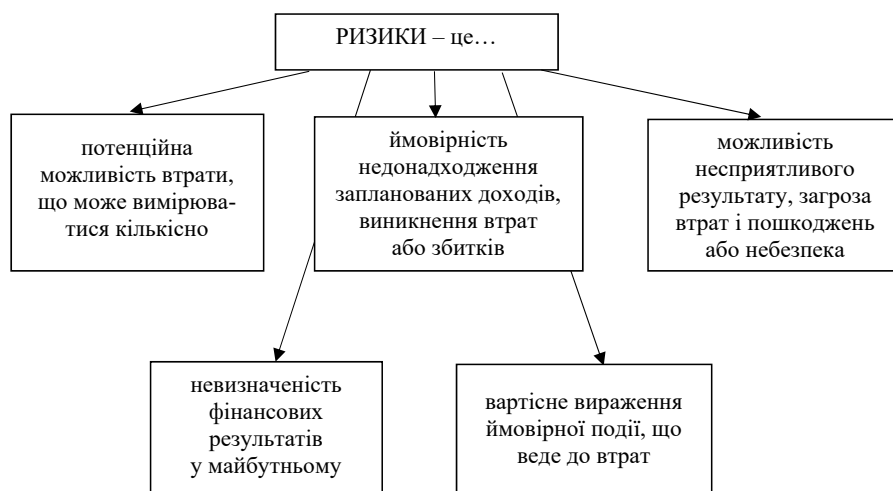 РИЗИКИ – це…
потенційна
можливість втрати,
що може вимірюва-
тися кількісно
ймовірність
недонадходження
запланованих доходів,
виникнення втрат
або збитків
можливість
несприятливого
результату, загроза
втрат і пошкоджень
або небезпека
невизначеність
фінансових
результатів
у майбутньому
вартісне вираження
ймовірної події, що
веде до втрат